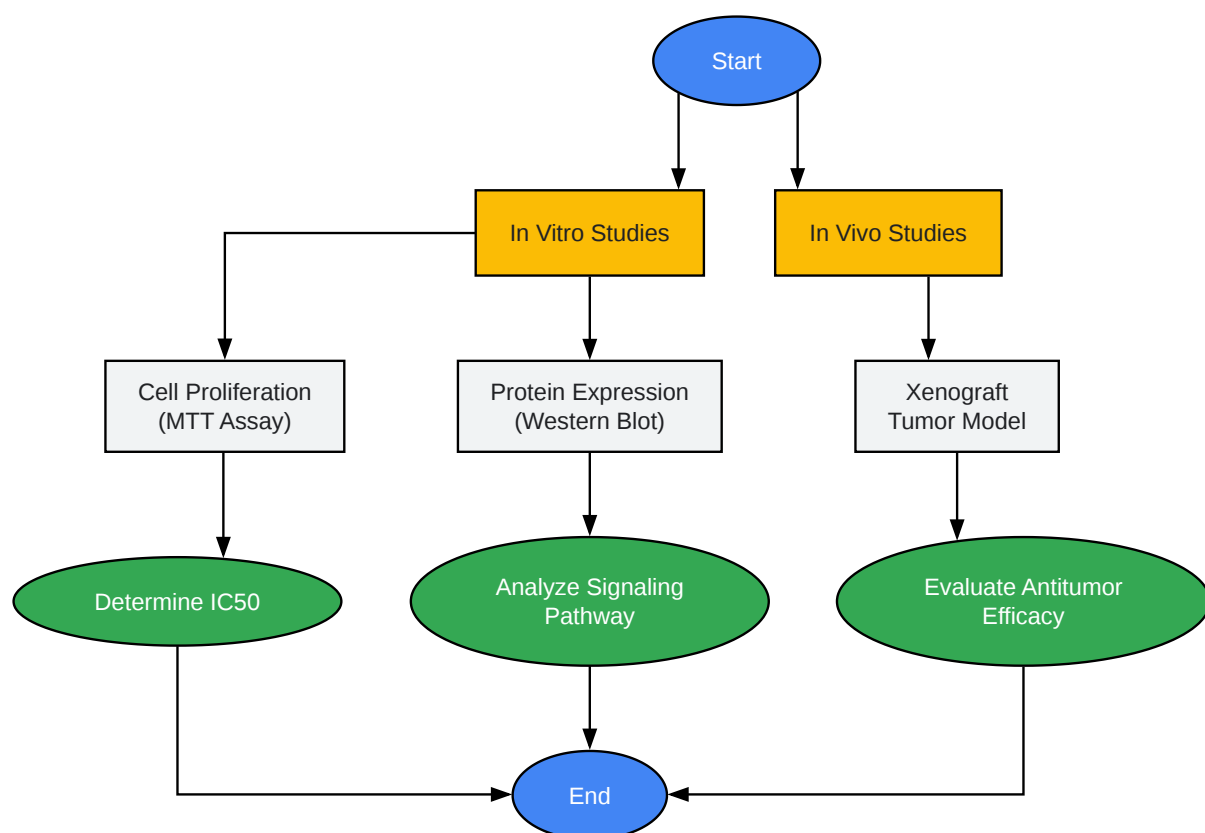 Start
In Vitro Studies
In Vivo Studies
Cell Proliferation
(MTT Assay)
Protein Expression
(Western Blot)
Xenograft
Tumor Model
Determine IC50
Analyze Signaling
Pathway
Evaluate Antitumor
Efficacy
End